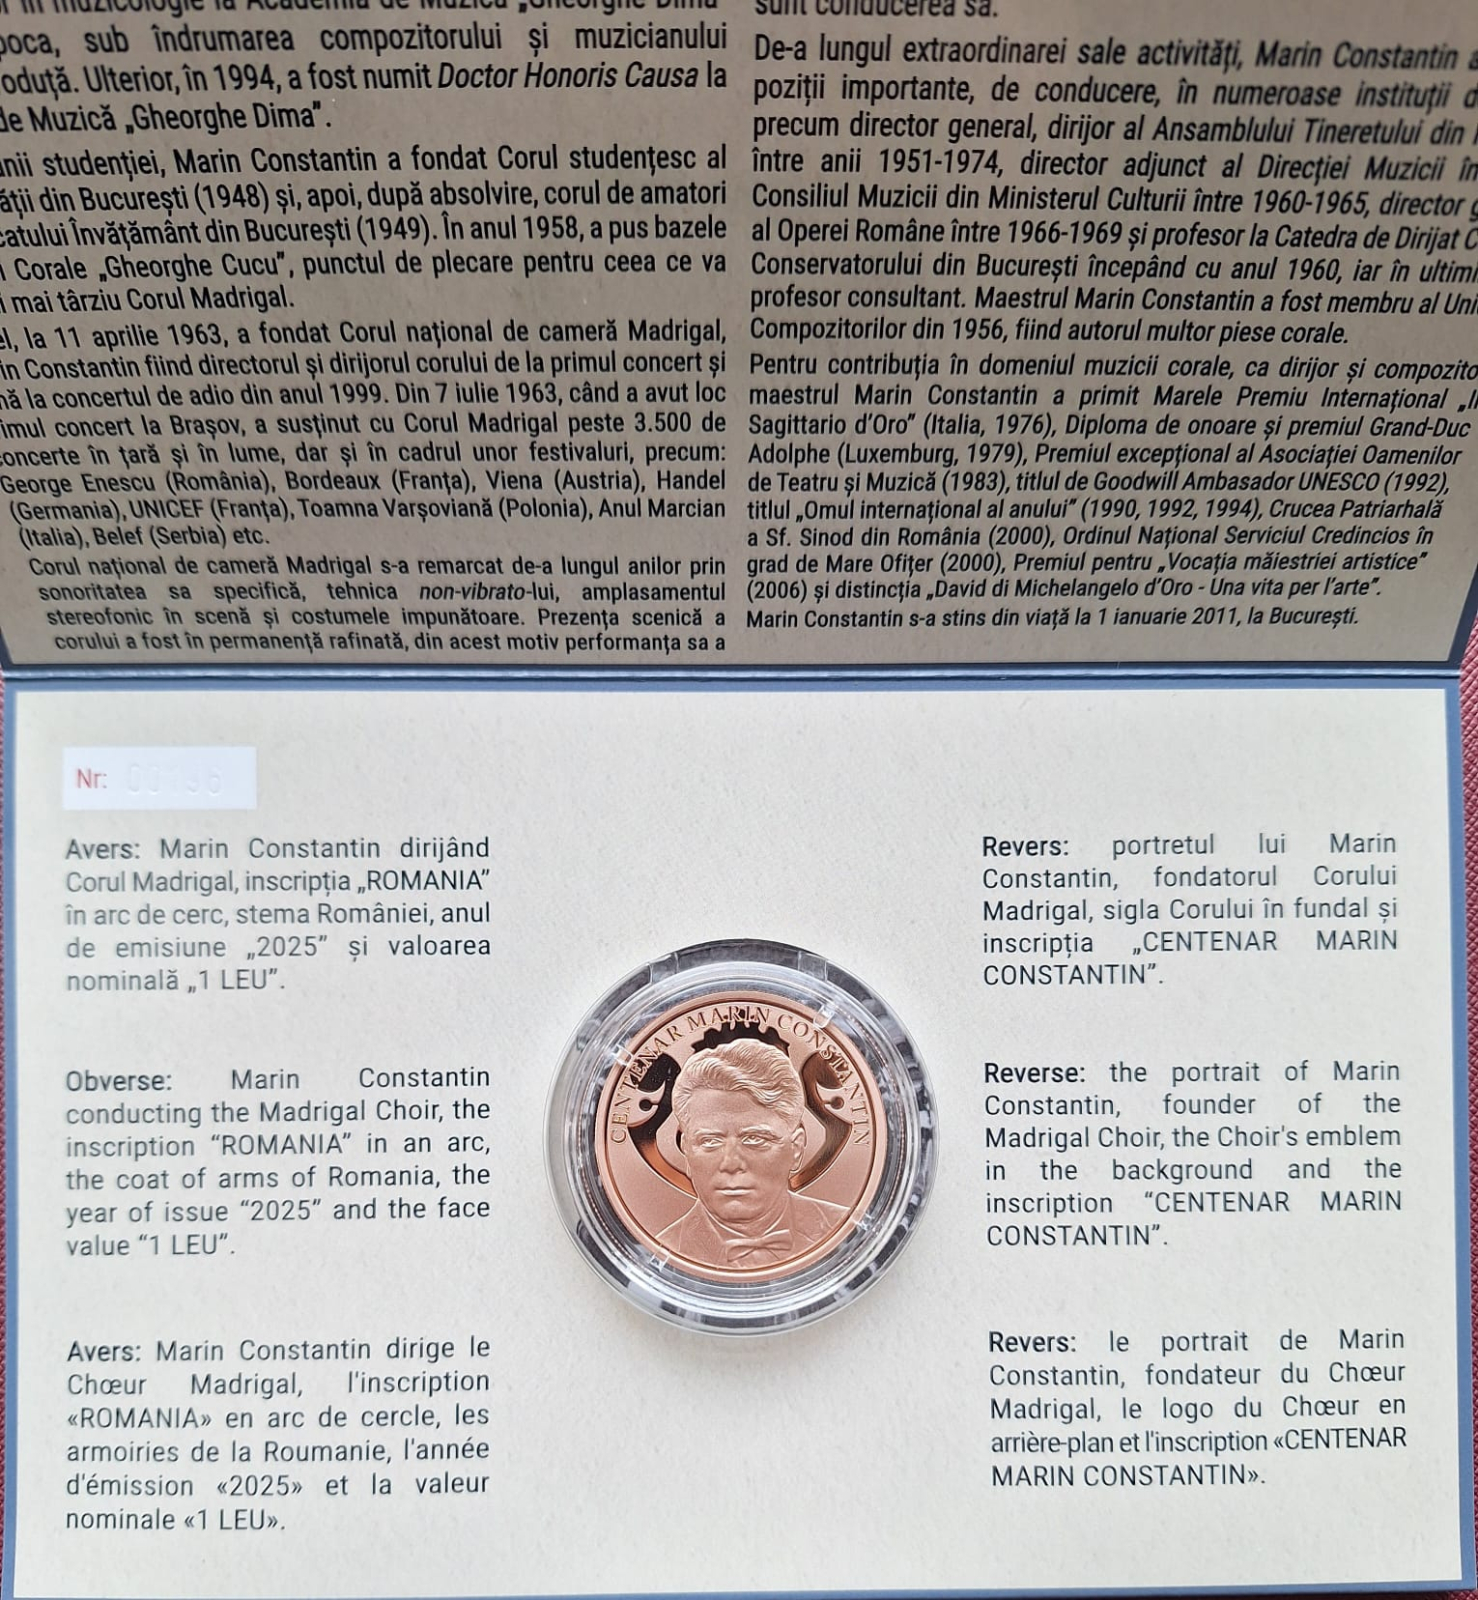 în muzicologie la Academia de Muzică „Gheorghe Dima"
sub îndrumarea compozitorului și muzicianului
Ulterior, în 1994, a fost numit Doctor Honoris Causa la
de Muzică „Gheorghe Dima".
studenției, Marin Constantin a fondat Corul studențesc al
din București (1948) și, apoi, după absolvire, corul de amatori
Învățământ din București (1949). În anul 1958, a pus bazele
Corale „Gheorghe Cucu", punctul de plecare pentru ceea ce va
mai târziu Corul Madrigal.
la 11 aprilie 1963, a fondat Corul național de cameră Madrigal,
Constantin fiind directorul și dirijorul corului de la primul concert și
la concertul de adio din anul 1999. Din 7 iulie 1963, când a avut loc
concert la Brașov, a susținut cu Corul Madrigal peste 3.500 de
concerte în țară și în lume, dar și în cadrul unor festivaluri, precum:
George Enescu (România), Bordeaux (Franța), Viena (Austria), Handel
(Germania), UNICEF (Franța), Toamna Varșoviană (Polonia), Anul Marcian
(Italia), Belef (Serbia) etc.
Corul național de cameră Madrigal s-a remarcat de-a lungul anilor prin
sonoritatea sa specifică, tehnica non-vibrato-lui, amplasamentul
stereofonic în scenă și costumele impunătoare. Prezența scenică a
corului a fost în permanență rafinată, din acest motiv performanța sa a
sunt conducerea sa.
De-a lungul extraordinarei sale activități, Marin Constantin
poziții importante, de conducere, în numeroase instituții
precum director general, dirijor al Ansamblului Tineretului din
între anii 1951-1974, director adjunct al Direcției Muzicii
Consiliul Muzicii din Ministerul Culturii între 1960-1965, director
al Operei Române între 1966-1969 și profesor la Catedra de Dirijat
Conservatorului din București începând cu anul 1960, iar în
profesor consultant. Maestrul Marin Constantin a fost membru al
Compozitorilor din 1956, fiind autorul multor piese corale.
Pentru contribuția în domeniul muzicii corale, ca dirijor și
maestrul Marin Constantin a primit Marele Premiu Internațional
Sagittario d'Oro" (Italia, 1976), Diploma de onoare și premiul Grand-Duc
Adolphe (Luxemburg, 1979), Premiul excepțional al Asociației Oamenilor
de Teatru și Muzică (1983), titlul de Goodwill Ambasador UNESCO (1992),
titlul „Omul internațional al anului" (1990, 1992, 1994), Crucea Patriarhală
a Sf. Sinod din România (2000), Ordinul Național Serviciul Credincios în
grad de Mare Ofițer (2000), Premiul pentru „Vocația măiestriei artistice"
(2006) și distincția „David di Michelangelo d'Oro - Una vita per l'arte".
Marin Constantin s-a stins din viață la 1 ianuarie 2011, la București.
Nr:
Avers: Marin Constantin dirijând
Corul Madrigal, inscripția „ROMANIA"
în arc de cerc, stema României, anul
de emisiune „2025" și valoarea
nominală „1 LEU".
Obverse: Marin Constantin
conducting the Madrigal Choir, the
inscription "ROMANIA" in an arc,
the coat of arms of Romania, the
year of issue "2025" and the face
value "1 LEU".
Avers: Marin Constantin dirige le
Chœur Madrigal, l'inscription
«ROMANIA» en arc de cercle, les
armoiries de la Roumanie, l'année
d'émission «2025» et la valeur
nominale «1 LEU».
CENTENAR MARIN CONSTANTIN
Revers: portretul lui Marin
Constantin, fondatorul Corului
Madrigal, sigla Corului în fundal și
inscripția „CENTENAR MARIN
CONSTANTIN".
Reverse: the portrait of Marin
Constantin, founder of the
Madrigal Choir, the Choir's emblem
in the background and the
inscription "CENTENAR MARIN
CONSTANTIN".
Revers: le portrait de Marin
Constantin, fondateur du Chœur
Madrigal, le logo du Chœur en
arrière-plan et l'inscription «CENTENAR
MARIN CONSTANTIN».